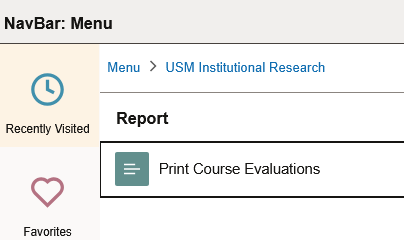 NavBar: Menu
Menu > USM Institutional Research
Recently Visited
Report
Print Course Evaluations
Favorites